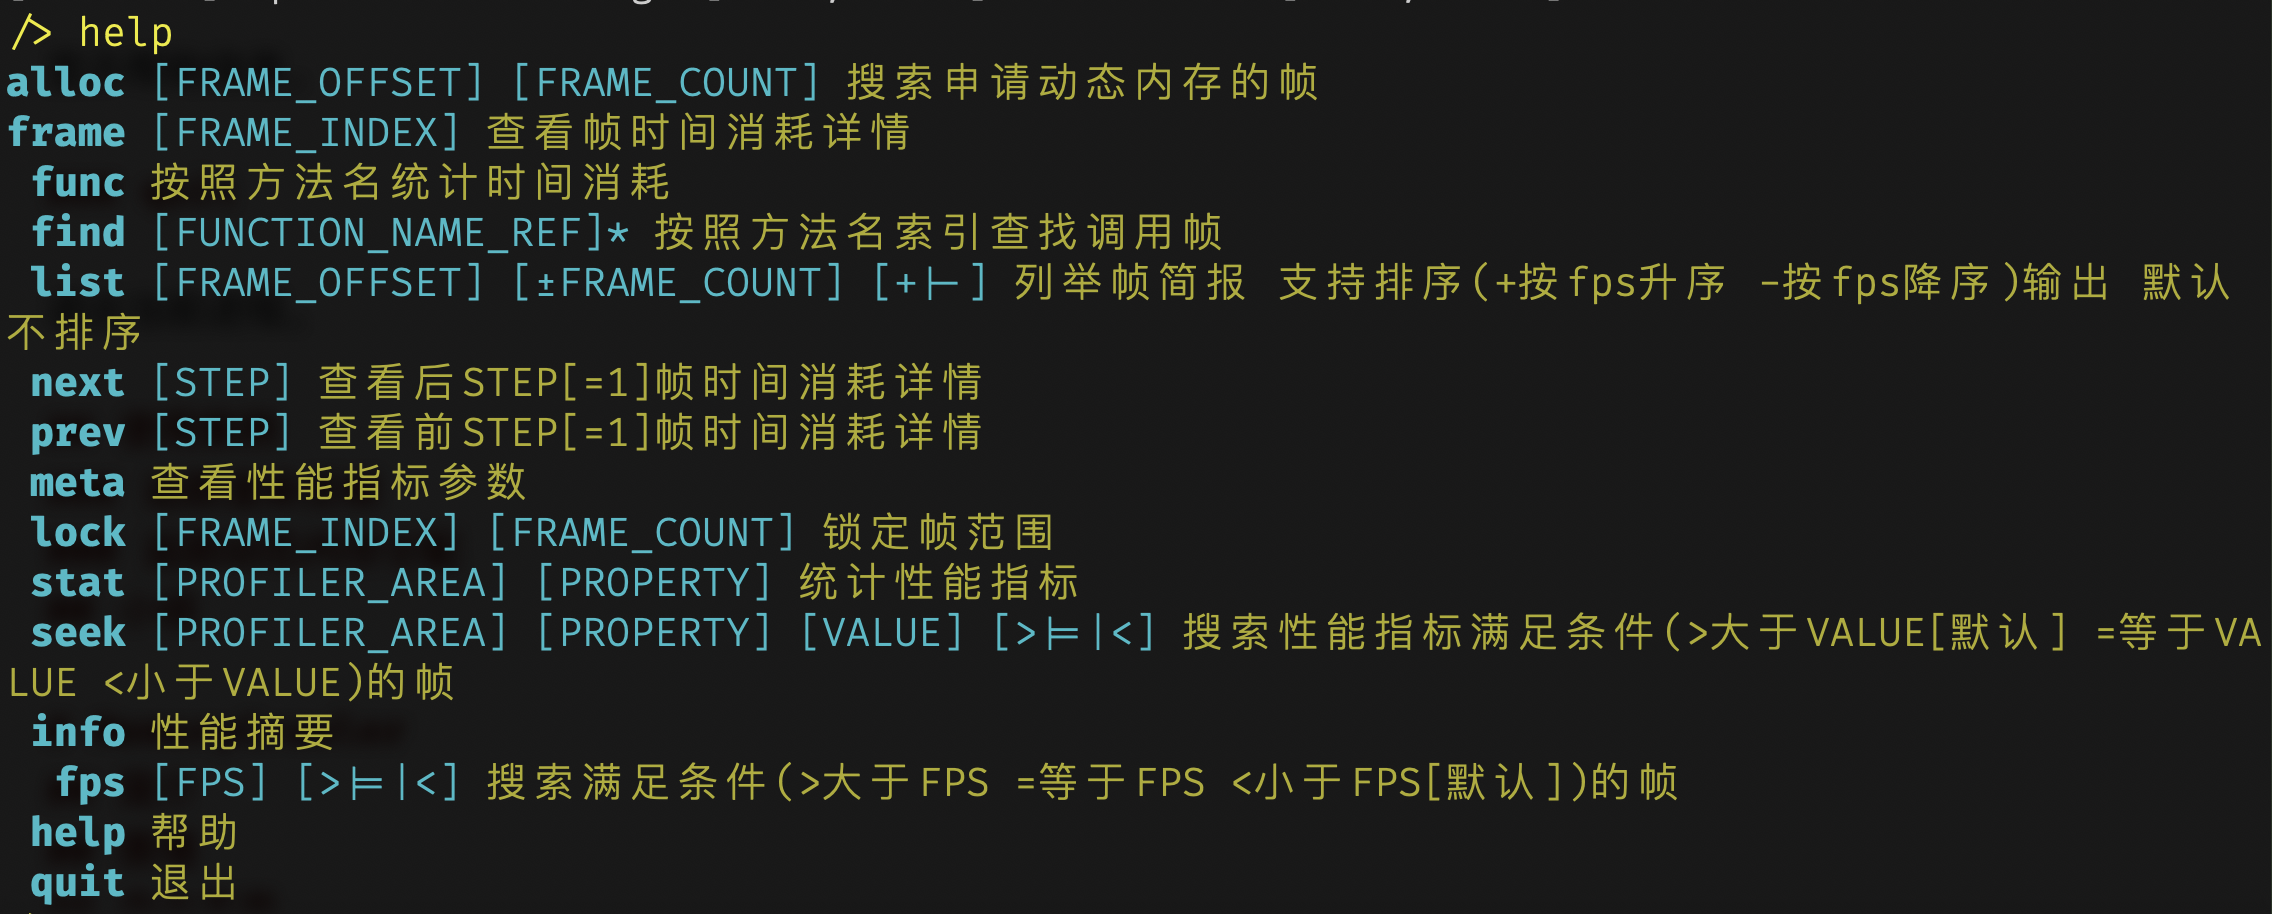 /> help
alloc [FRAME_OFFSET] [FRAME_COUNT] 搜索申请动态内存的帧
frame [FRAME_INDEX] 查看帧时间消耗详情
func 按照方法名统计时间消耗
find [FUNCTION_NAME_REF]* 按照方法名索引查找调用帧
list [FRAME_OFFSET] [±FRAME_COUNT] [+|-] 列举帧简报 支持排序(+按fps升序 -按fps降序)输出 默认
不排序
next [STEP] 查看后STEP[=1]帧时间消耗详情
prev [STEP] 查看前STEP[=1]帧时间消耗详情
meta 查看性能指标参数
lock [FRAME_INDEX] [FRAME_COUNT] 锁定帧范围
stat [PROFILER_AREA] [PROPERTY] 统计性能指标
seek [PROFILER_AREA] [PROPERTY] [VALUE] [>|=|<] 搜索性能指标满足条件(>大于VALUE[默认] =等于VA
LUE <小于VALUE)的帧
info 性能摘要
fps [FPS] [>|=|<] 搜索满足条件(>大于FPS =等于FPS <小于FPS[默认])的帧
help 帮助
quit 退出